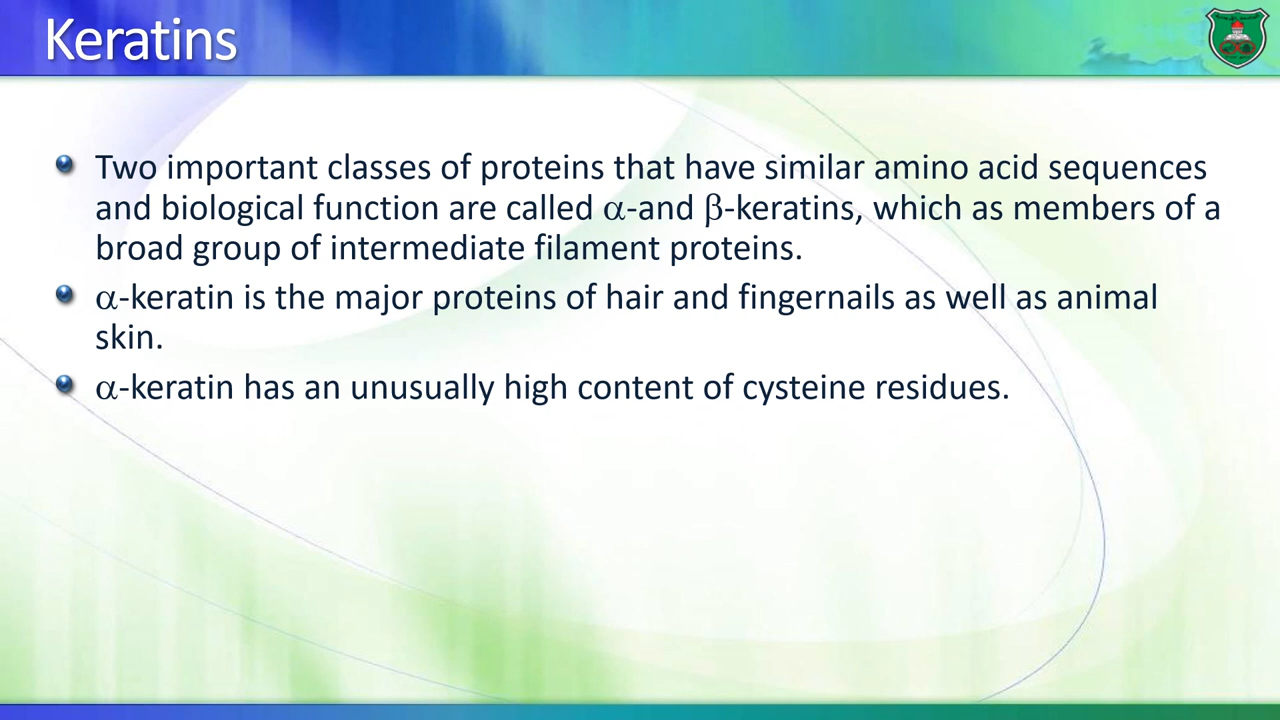 Keratins
Two important classes of proteins that have similar amino acid sequences
and biological function are called α-and β-keratins, which as members of a
broad group of intermediate filament proteins.
α-keratin is the major proteins of hair and fingernails as well as animal
skin.
α-keratin has an unusually high content of cysteine residues.